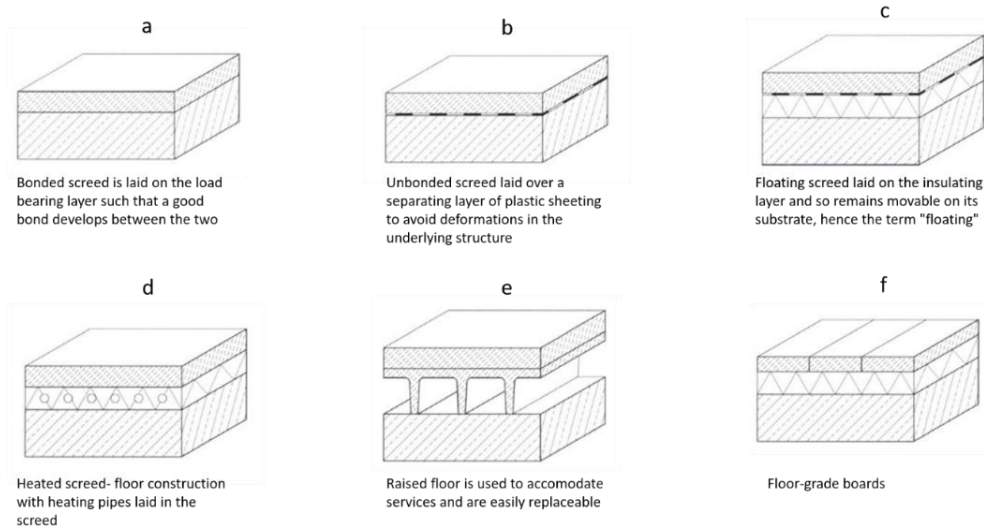 a
Bonded screed is laid on the load
bearing layer such that a good
bond develops between the two
b
Unbonded screed laid over a
separating layer of plastic sheeting
to avoid deformations in the
underlying structure
c
Floating screed laid on the insulating
layer and so remains movable on its
substrate, hence the term "floating"
d
Heated screed- floor construction
with heating pipes laid in the
screed
e
Raised floor is used to accomodate
services and are easily replaceable
f
Floor-grade boards